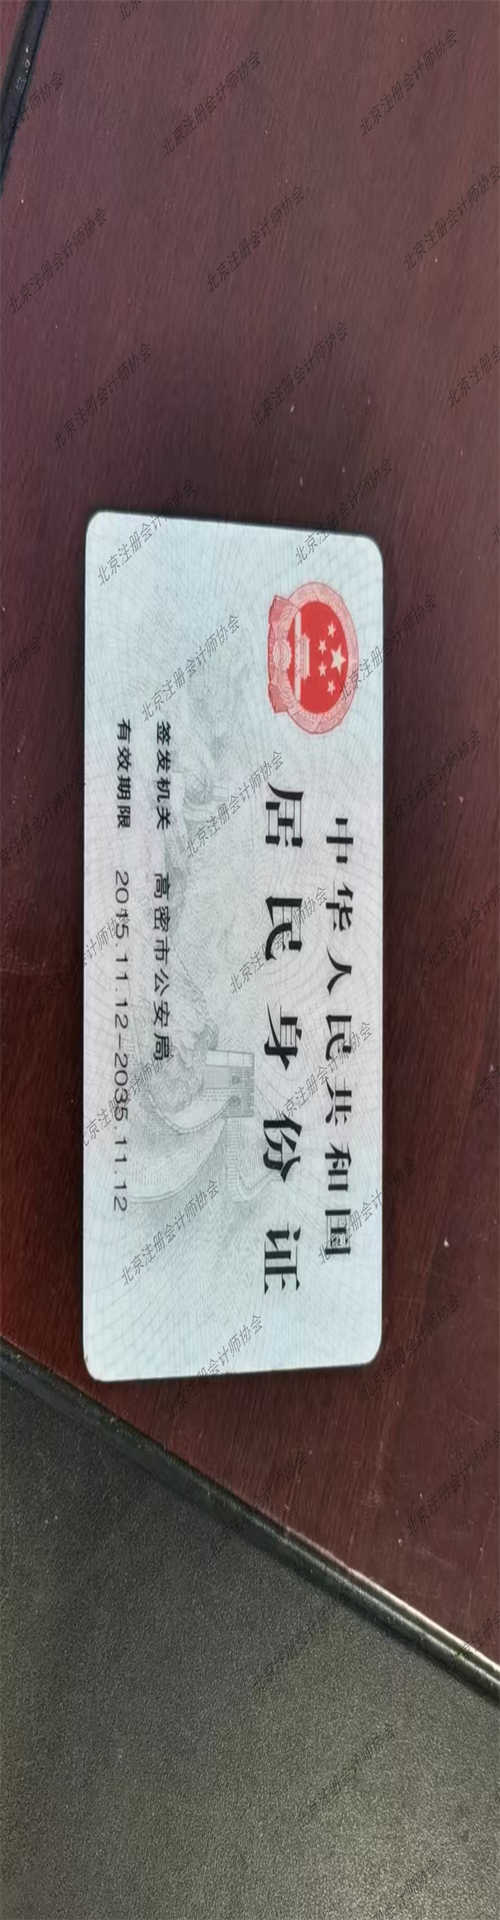 中华人民共和国
居民身份证
签发机关 高密市公安局
有效期限 2015.11.12-2035.11.12
北京注册会计师协会